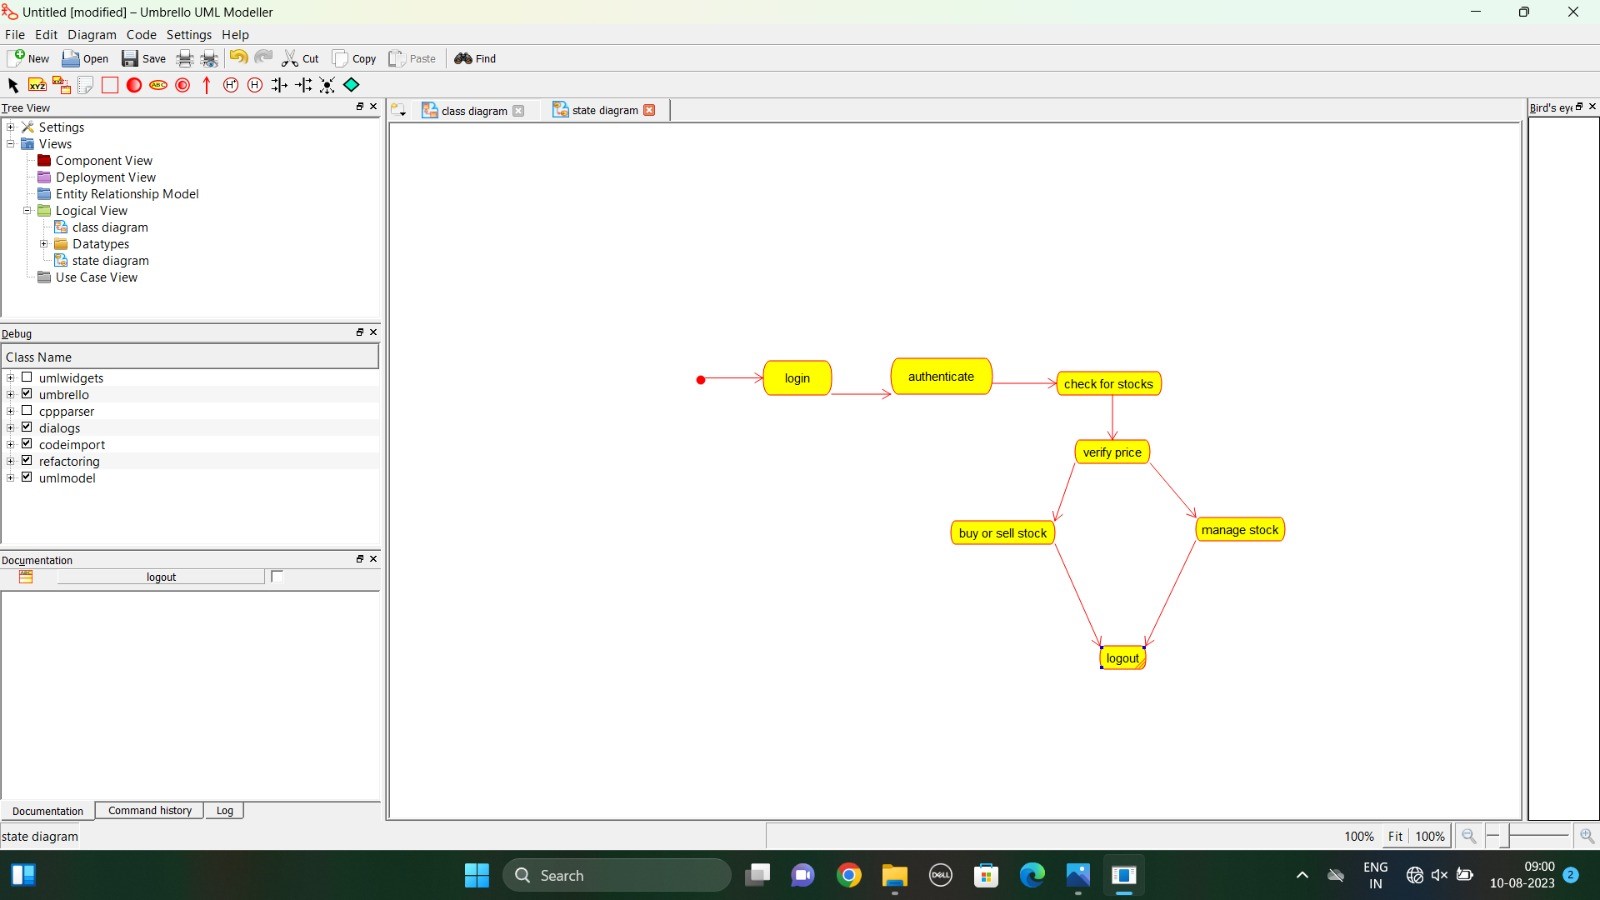 Untitled [modified] – Umbrello UML Modeller
File Edit Diagram Code Settings Help
New Open Save Cut Copy Paste Find
XYZ ABC H* H
Tree View
class diagram state diagram
Bird's eye
Settings
Views
Component View
Deployment View
Entity Relationship Model
Logical View
class diagram
Datatypes
state diagram
Use Case View
Debug
Class Name
umlwidgets
umbrello
cppparser
dialogs
codeimport
refactoring
umlmodel
Documentation
logout
Documentation Command history Log
login
authenticate
check for stocks
verify price
buy or sell stock
manage stock
logout
state diagram
100% Fit 100%
Search
DELL
ENG
IN
09:00
10-08-2023
2